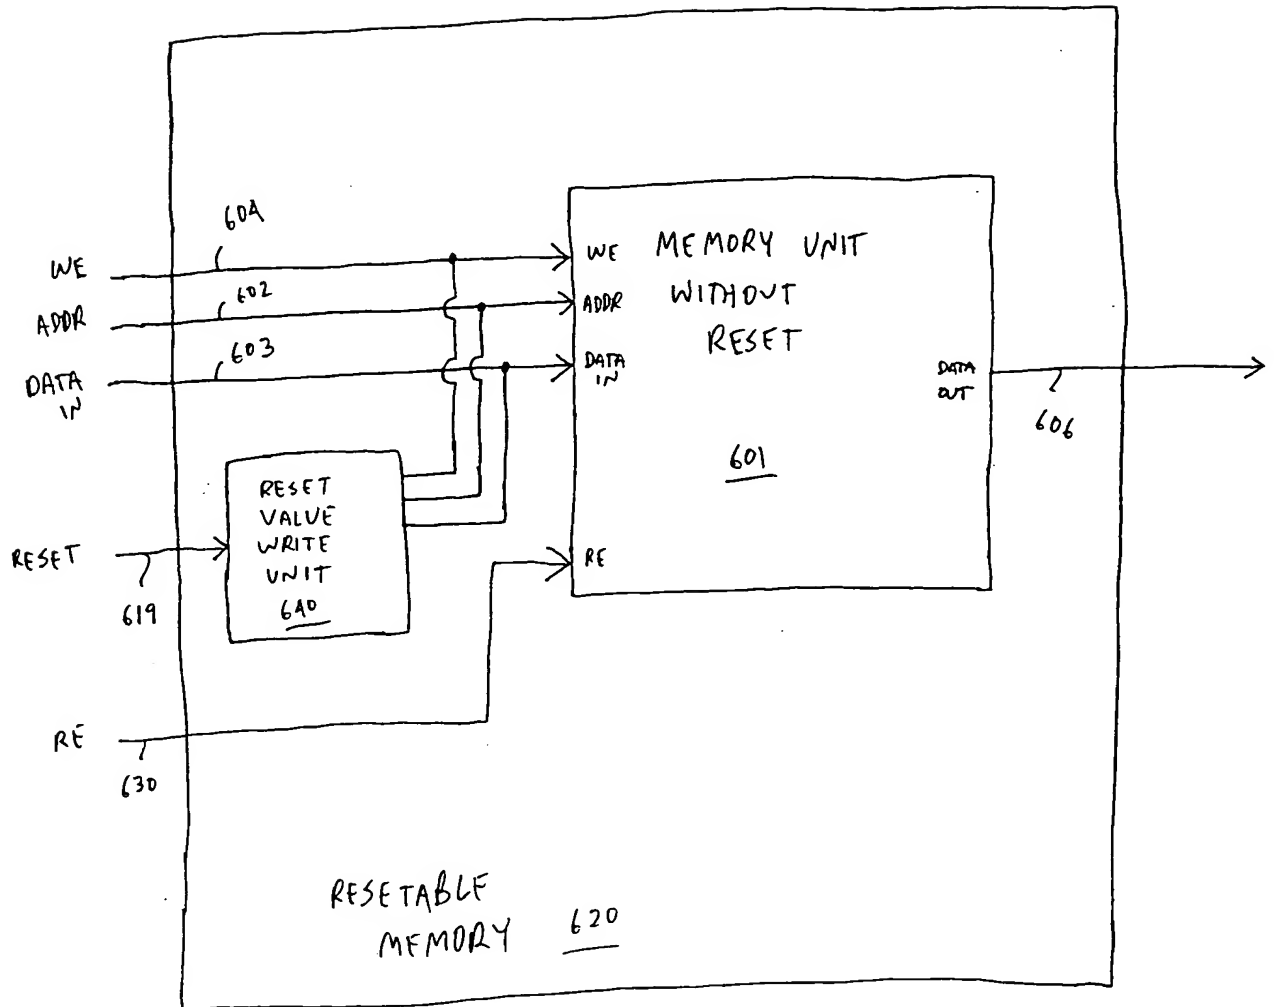 604
WE
602
ADDR
603
DATA
IN
WE
ADDR
DATA
IN
MEMORY UNIT
WITHOUT
RESET
601
DATA
OUT
606
RE
RESET
VALUE
WRITE
UNIT
640
RESET
619
RE
630
RESETABLE
MEMORY
620